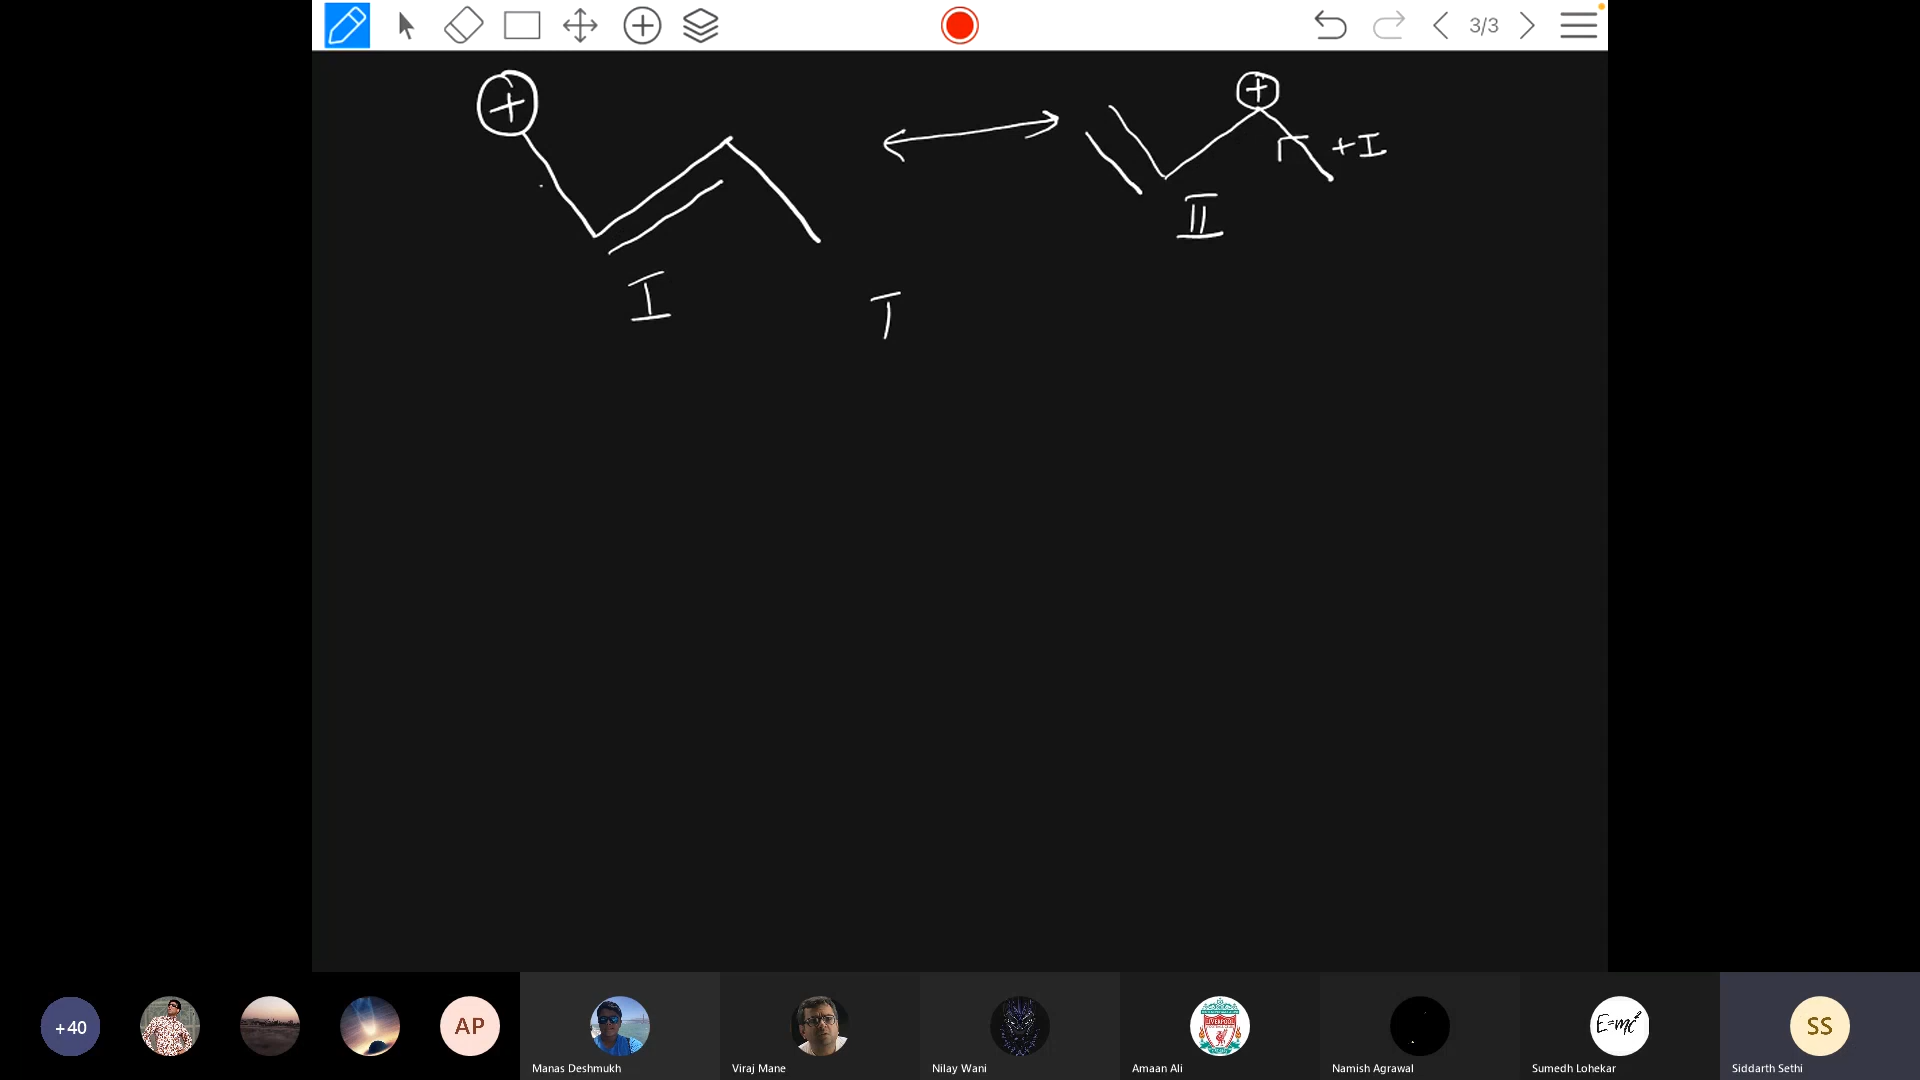 3/3
+
+
+I
II
I
T
+40
AP
E=mc²
SS
LIVERPOOL
Manas Deshmukh
Viraj Mane
Nilay Wani
Amaan Ali
Namish Agrawal
Sumedh Lohekar
Siddarth Sethi